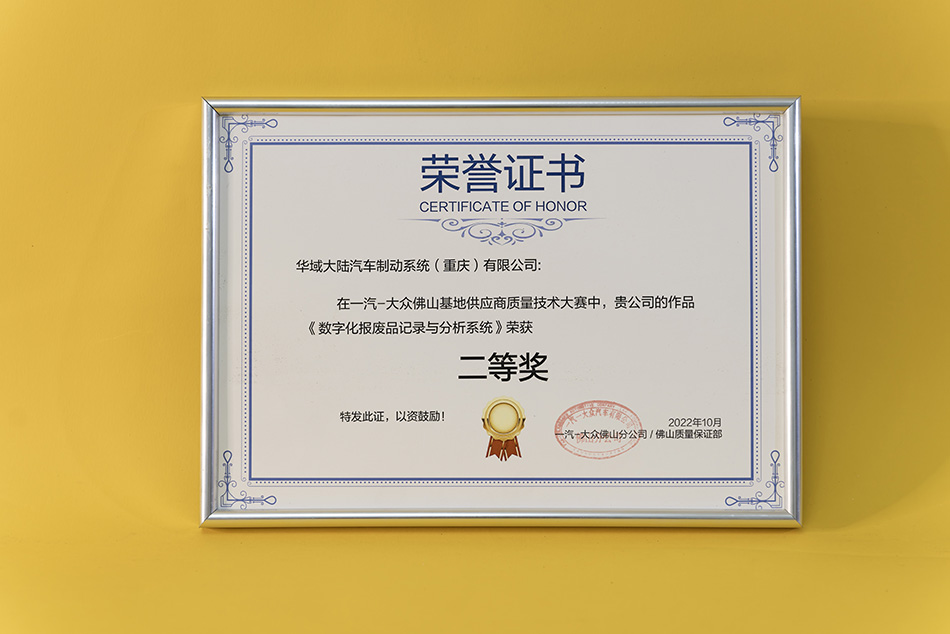 荣誉证书
CERTIFICATE OF HONOR
华域大陆汽车制动系统（重庆）有限公司:
在一汽-大众佛山基地供应商质量技术大赛中，贵公司的作品
《数字化报废品记录与分析系统》荣获
二等奖
特发此证，以资鼓励！
2022年10月
一汽-大众佛山分公司 / 佛山质量保证部